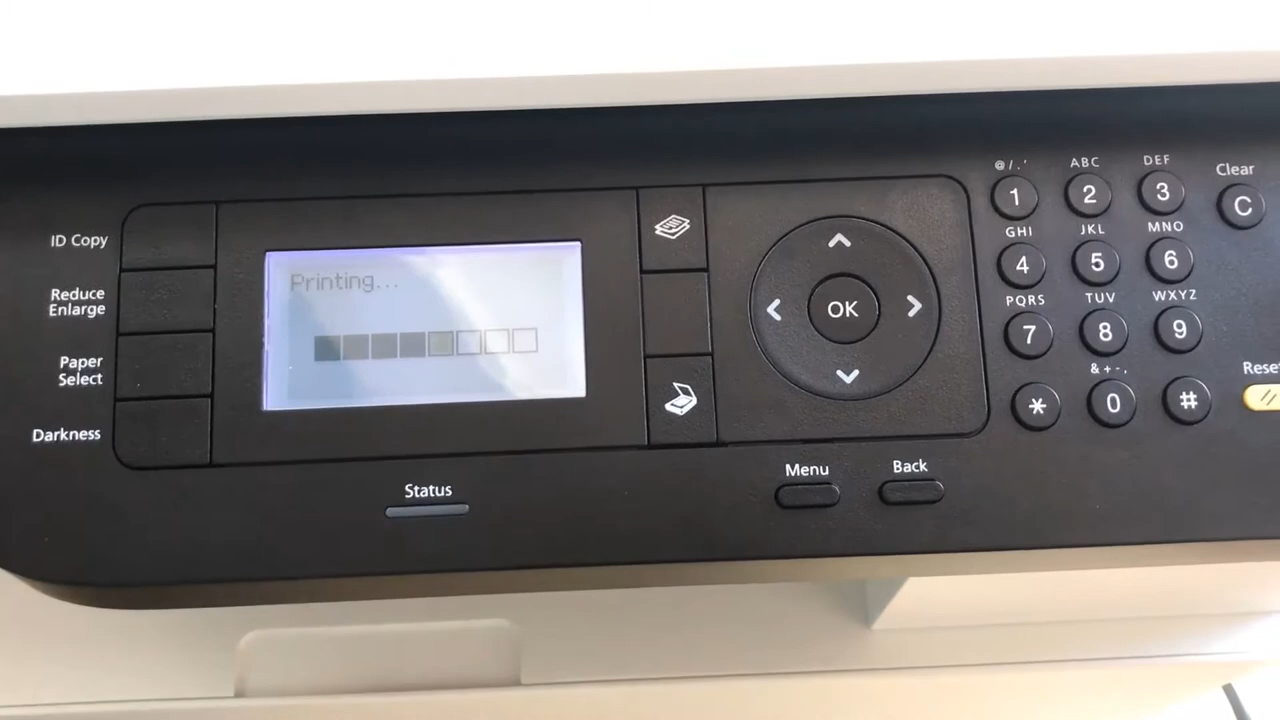 ID Copy
Reduce
Enlarge
Paper
Select
Darkness
Printing...
Status
OK
Menu
Back
@/.'
ABC
DEF
1
2
3
GHI
JKL
MNO
4
5
6
PQRS
TUV
WXYZ
7
8
9
&+-,
*
0
#
Clear
C
Reset